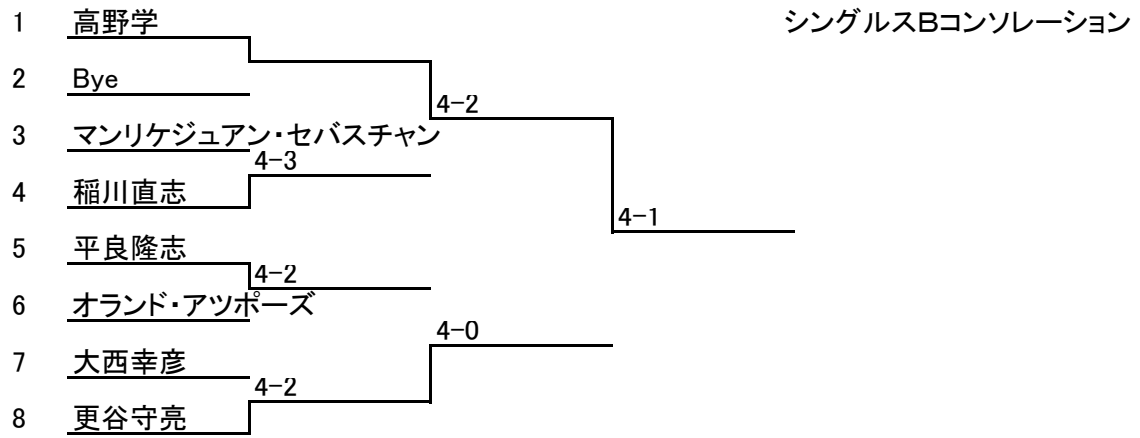 シングルスBコンソレーション
1 高野学
2 Bye
4-2
3 マンリケジュアン・セバスチャン
4-3
4 稲川直志
4-1
5 平良隆志
4-2
6 オランド・アツポーズ
4-0
7 大西幸彦
4-2
8 更谷守亮